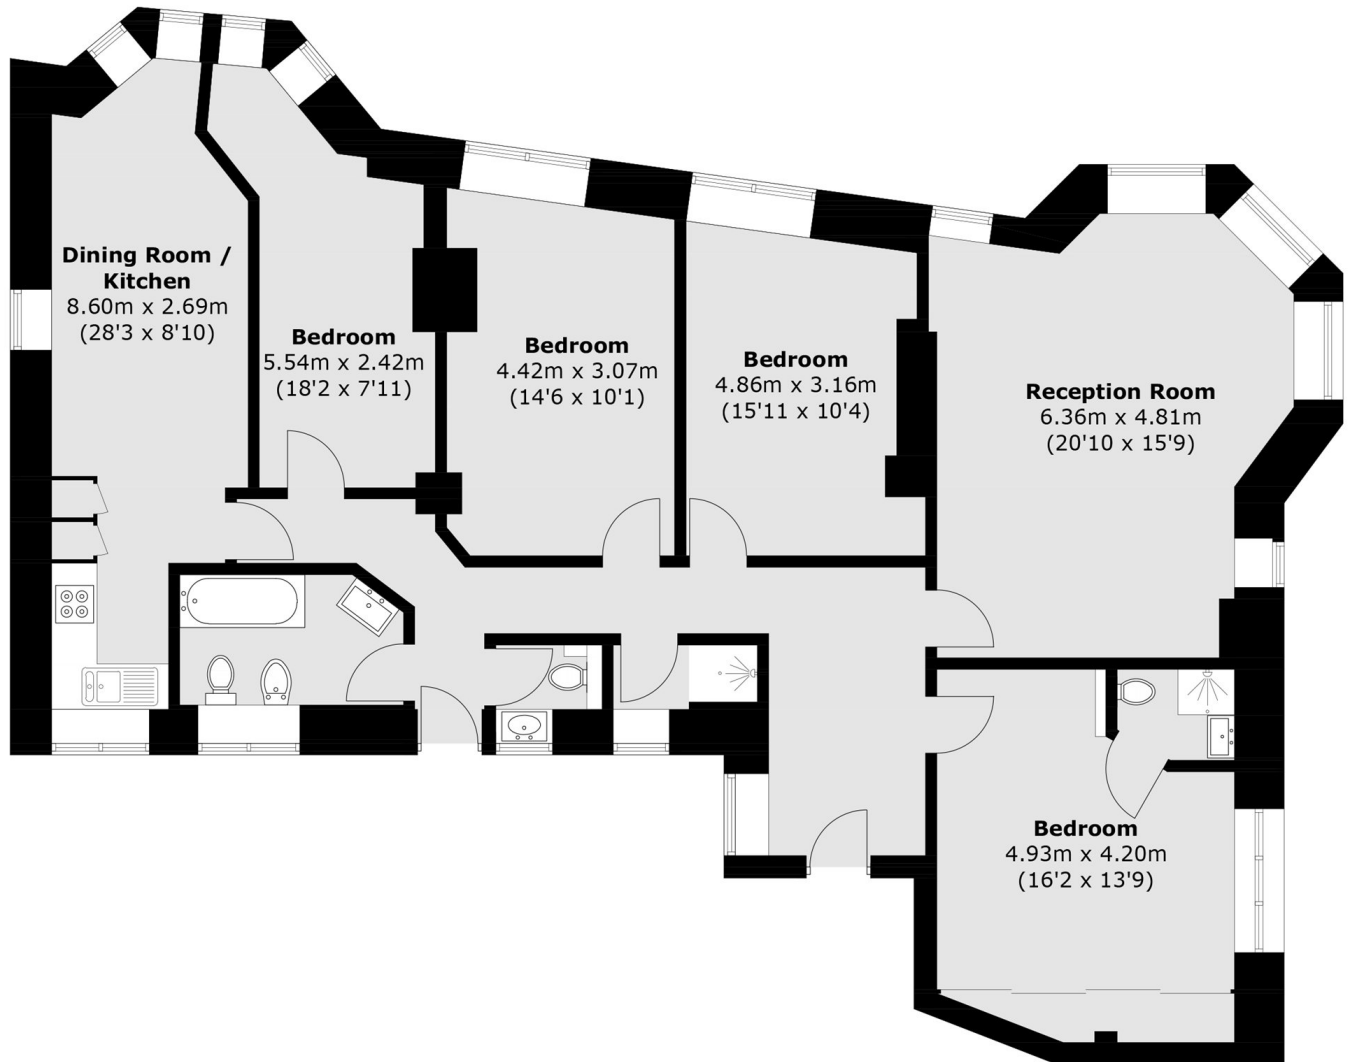 Dining Room /
Kitchen
8.60m x 2.69m
(28'3 x 8'10)
Bedroom
5.54m x 2.42m
(18'2 x 7'11)
Bedroom
4.42m x 3.07m
(14'6 x 10'1)
Bedroom
4.86m x 3.16m
(15'11 x 10'4)
Reception Room
6.36m x 4.81m
(20'10 x 15'9)
Bedroom
4.93m x 4.20m
(16'2 x 13'9)